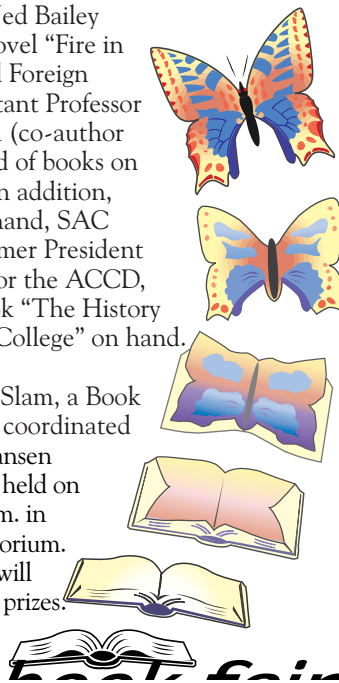 ed Bailey
ovel “Fire in
l Foreign
tant Professor
(co-author
d of books on
n addition,
hand, SAC
mer President
or the ACCD,
k “The History
College” on hand.
Slam, a Book
coordinated
ansen
held on
m. in
orium.
will
prizes.
book fair